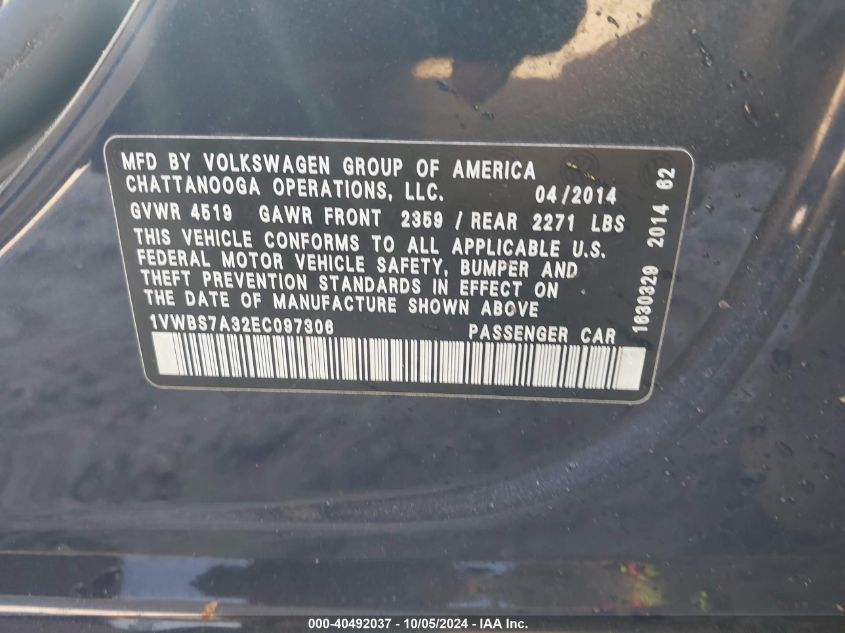 MFD BY VOLKSWAGEN GROUP OF AMERICA
CHATTANOOGA OPERATIONS, LLC. 04/2014
GVWR 4519 GAWR FRONT 2359 / REAR 2271 LBS
THIS VEHICLE CONFORMS TO ALL APPLICABLE U.S.
FEDERAL MOTOR VEHICLE SAFETY, BUMPER AND
THEFT PREVENTION STANDARDS IN EFFECT ON
THE DATE OF MANUFACTURE SHOWN ABOVE
1VWBS7A32EC097306 PASSENGER CAR
1630329 2014 62
000-40492037 - 10/05/2024 - IAA Inc.